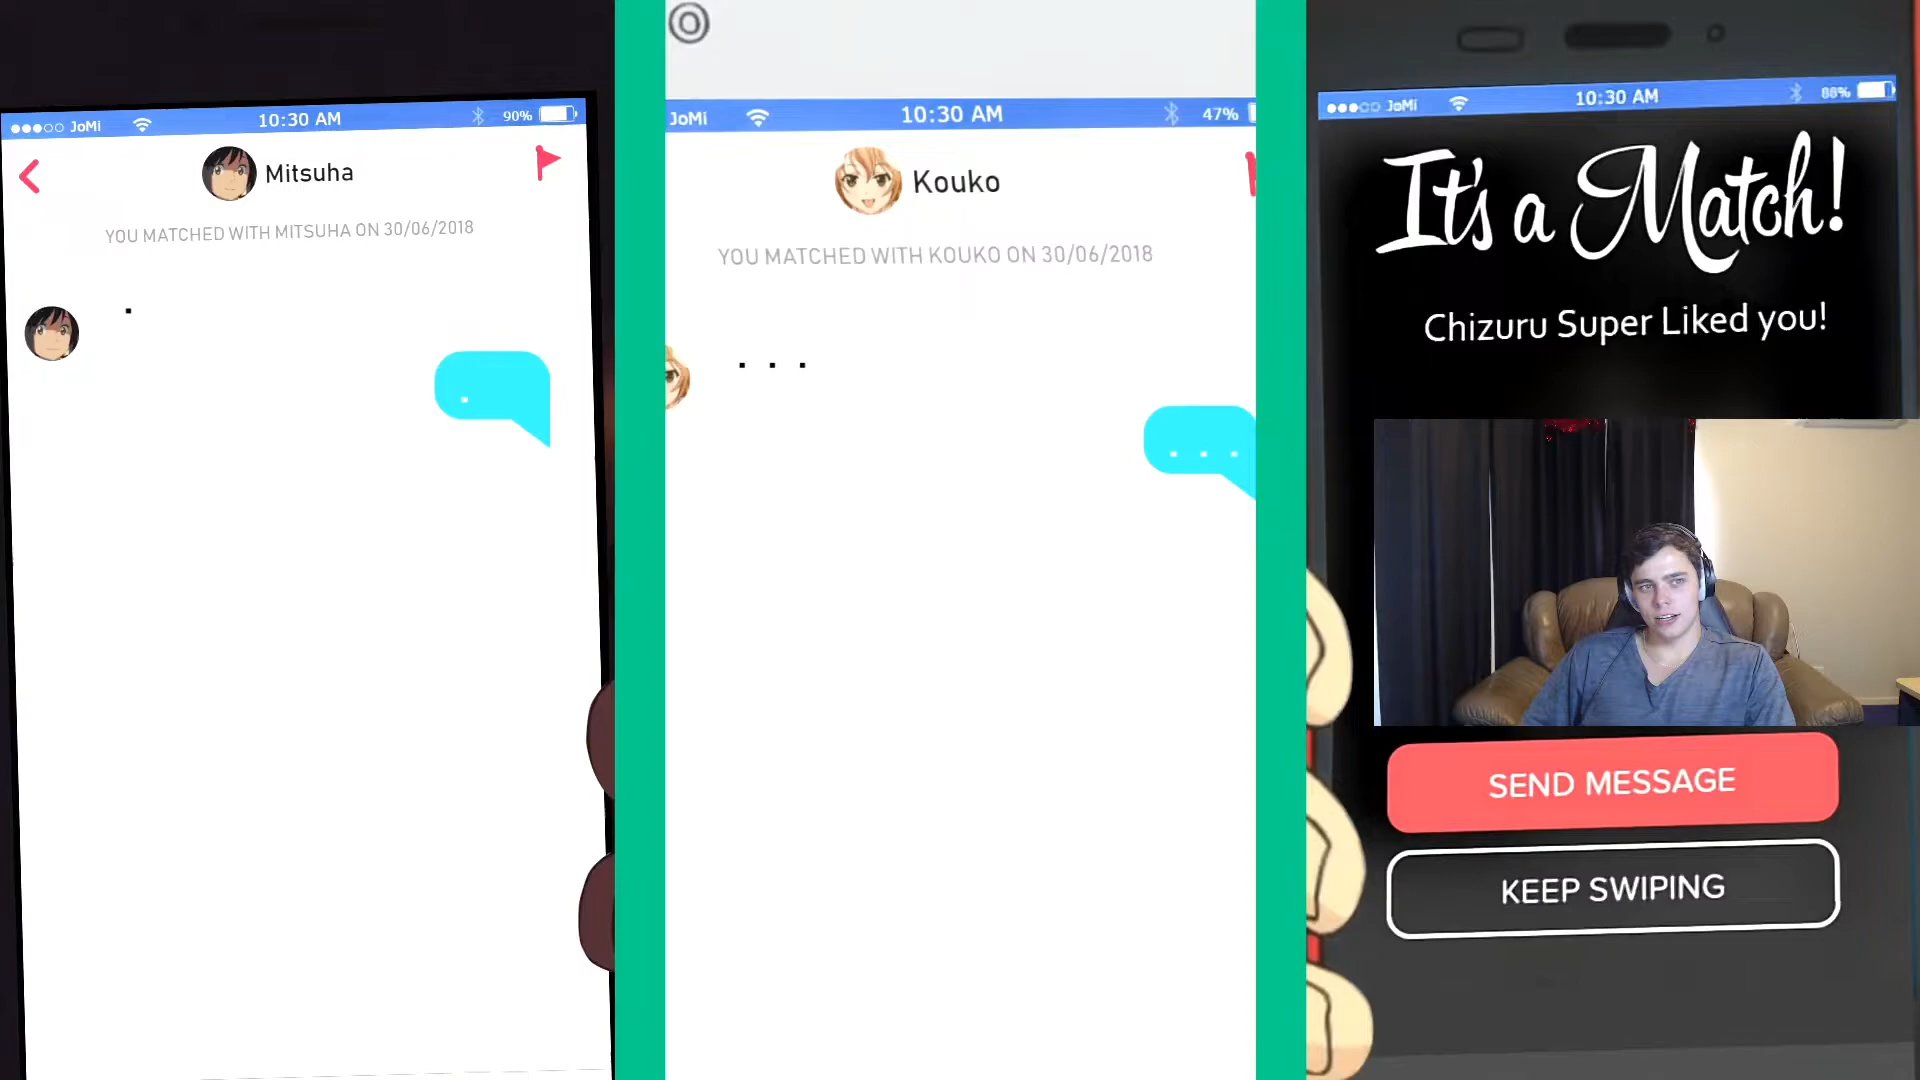 JoMi 10:30 AM 90%
Mitsuha
YOU MATCHED WITH MITSUHA ON 30/06/2018
.
.
JoMi 10:30 AM 47%
Kouko
YOU MATCHED WITH KOUKO ON 30/06/2018
. . .
. . .
JoMi 10:30 AM 88%
It's a Match!
Chizuru Super Liked you!
SEND MESSAGE
KEEP SWIPING